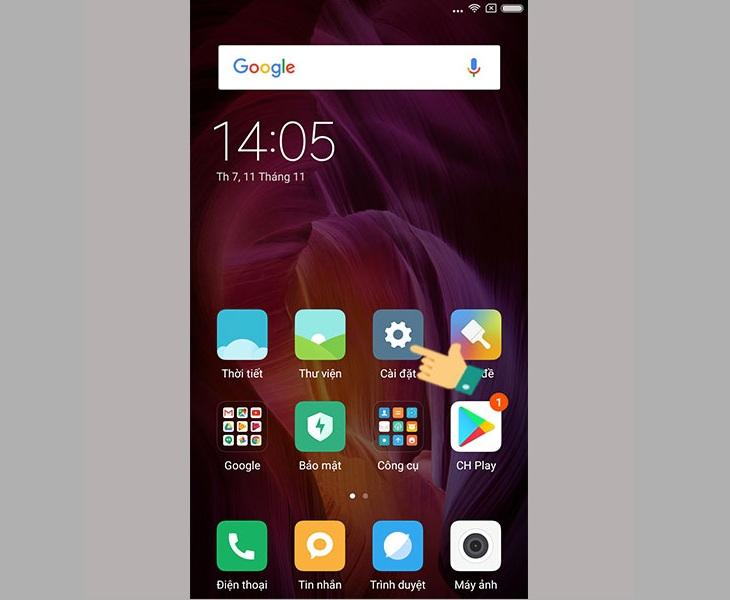 Google
14:05
Th 7, 11 Tháng 11
Thời tiết
Thư viện
Cài đặt
đề
1
Google
Bảo mật
Công cụ
CH Play
Điện thoại
Tin nhắn
Trình duyệt
Máy ảnh